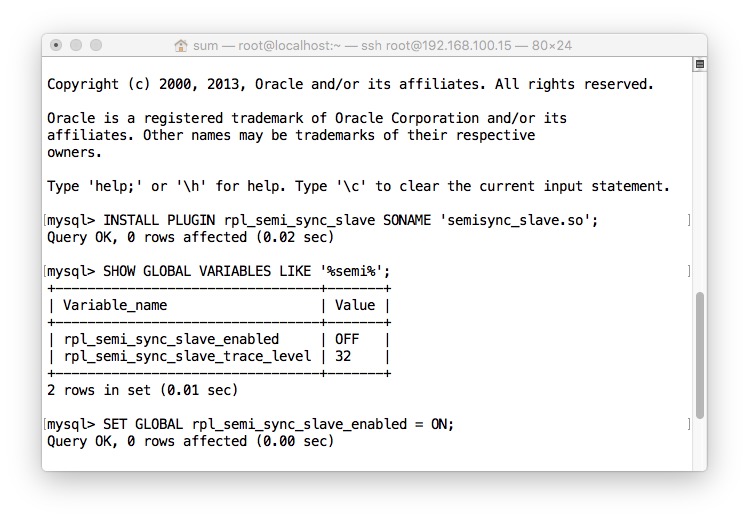 sum — root@localhost:~ — ssh root@192.168.100.15 — 80×24
Copyright (c) 2000, 2013, Oracle and/or its affiliates. All rights reserved.
Oracle is a registered trademark of Oracle Corporation and/or its
affiliates. Other names may be trademarks of their respective
owners.
Type 'help;' or '\h' for help. Type '\c' to clear the current input statement.
[mysql> INSTALL PLUGIN rpl_semi_sync_slave SONAME 'semisync_slave.so'; ]
Query OK, 0 rows affected (0.02 sec)
[mysql> SHOW GLOBAL VARIABLES LIKE '%semi%'; ]
+---------------------------------+-------+
| Variable_name                   | Value |
+---------------------------------+-------+
| rpl_semi_sync_slave_enabled     | OFF   |
| rpl_semi_sync_slave_trace_level | 32    |
+---------------------------------+-------+
2 rows in set (0.01 sec)
[mysql> SET GLOBAL rpl_semi_sync_slave_enabled = ON; ]
Query OK, 0 rows affected (0.00 sec)